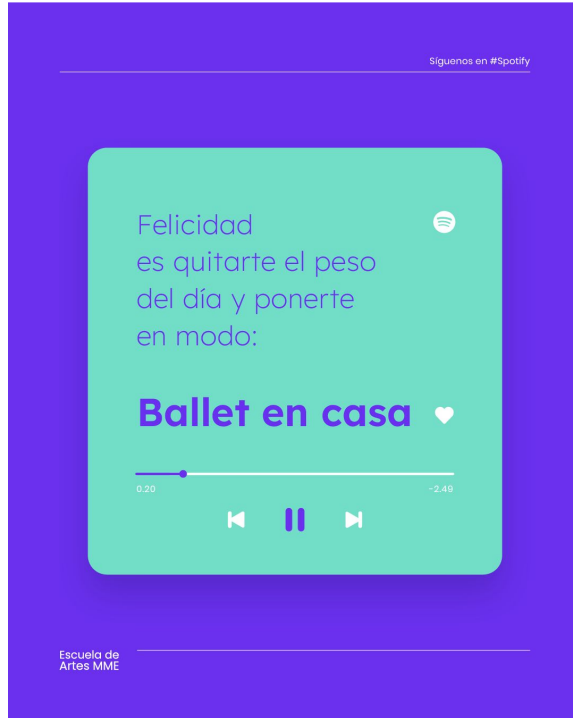 Síguenos en #Spotify
Felicidad
es quitarte el peso
del día y ponerte
en modo:
Ballet en casa
0.20
-2.49
Escuela de
Artes MME